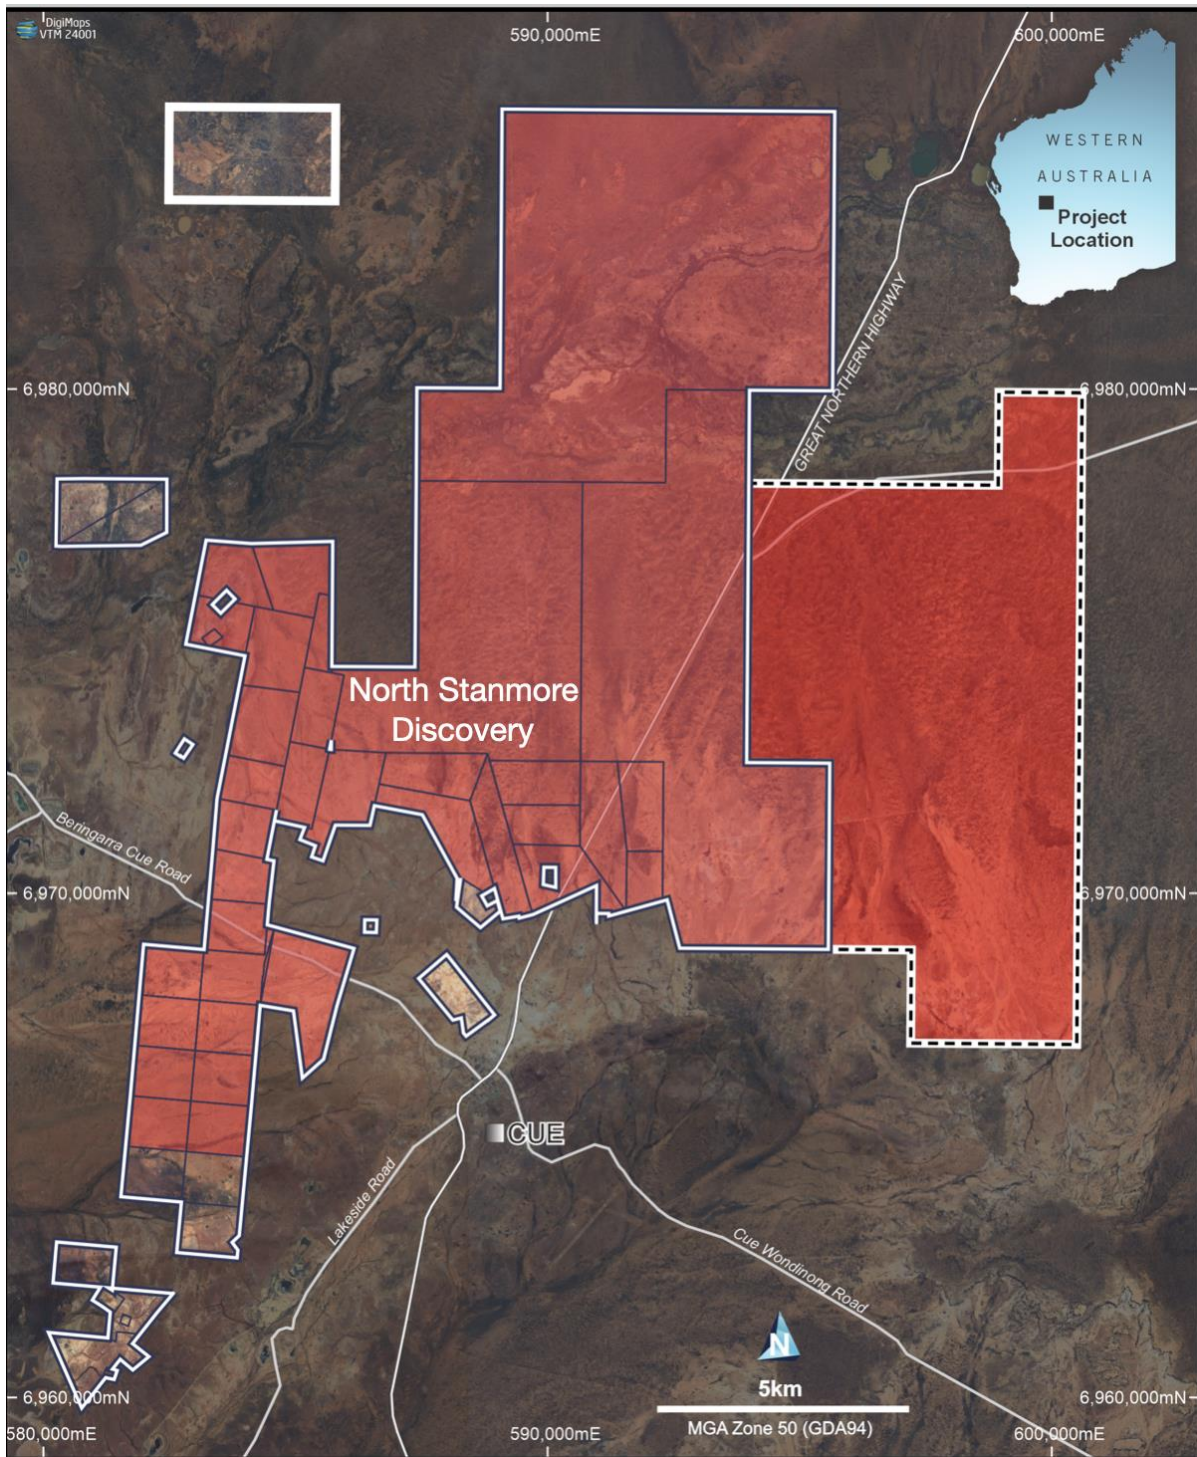 DigiMaps
VTM 24001
590,000mE
600,000mE
WESTERN
AUSTRALIA
Project
Location
GREAT NORTHERN HIGHWAY
6,980,000mN
6,980,000mN
North Stanmore
Discovery
Beringarra Cue Road
6,970,000mN
6,970,000mN
CUE
Lakeside Road
Cue Wondinong Road
N
5km
6,960,000mN
6,960,000mN
MGA Zone 50 (GDA94)
580,000mE
590,000mE
600,000mE